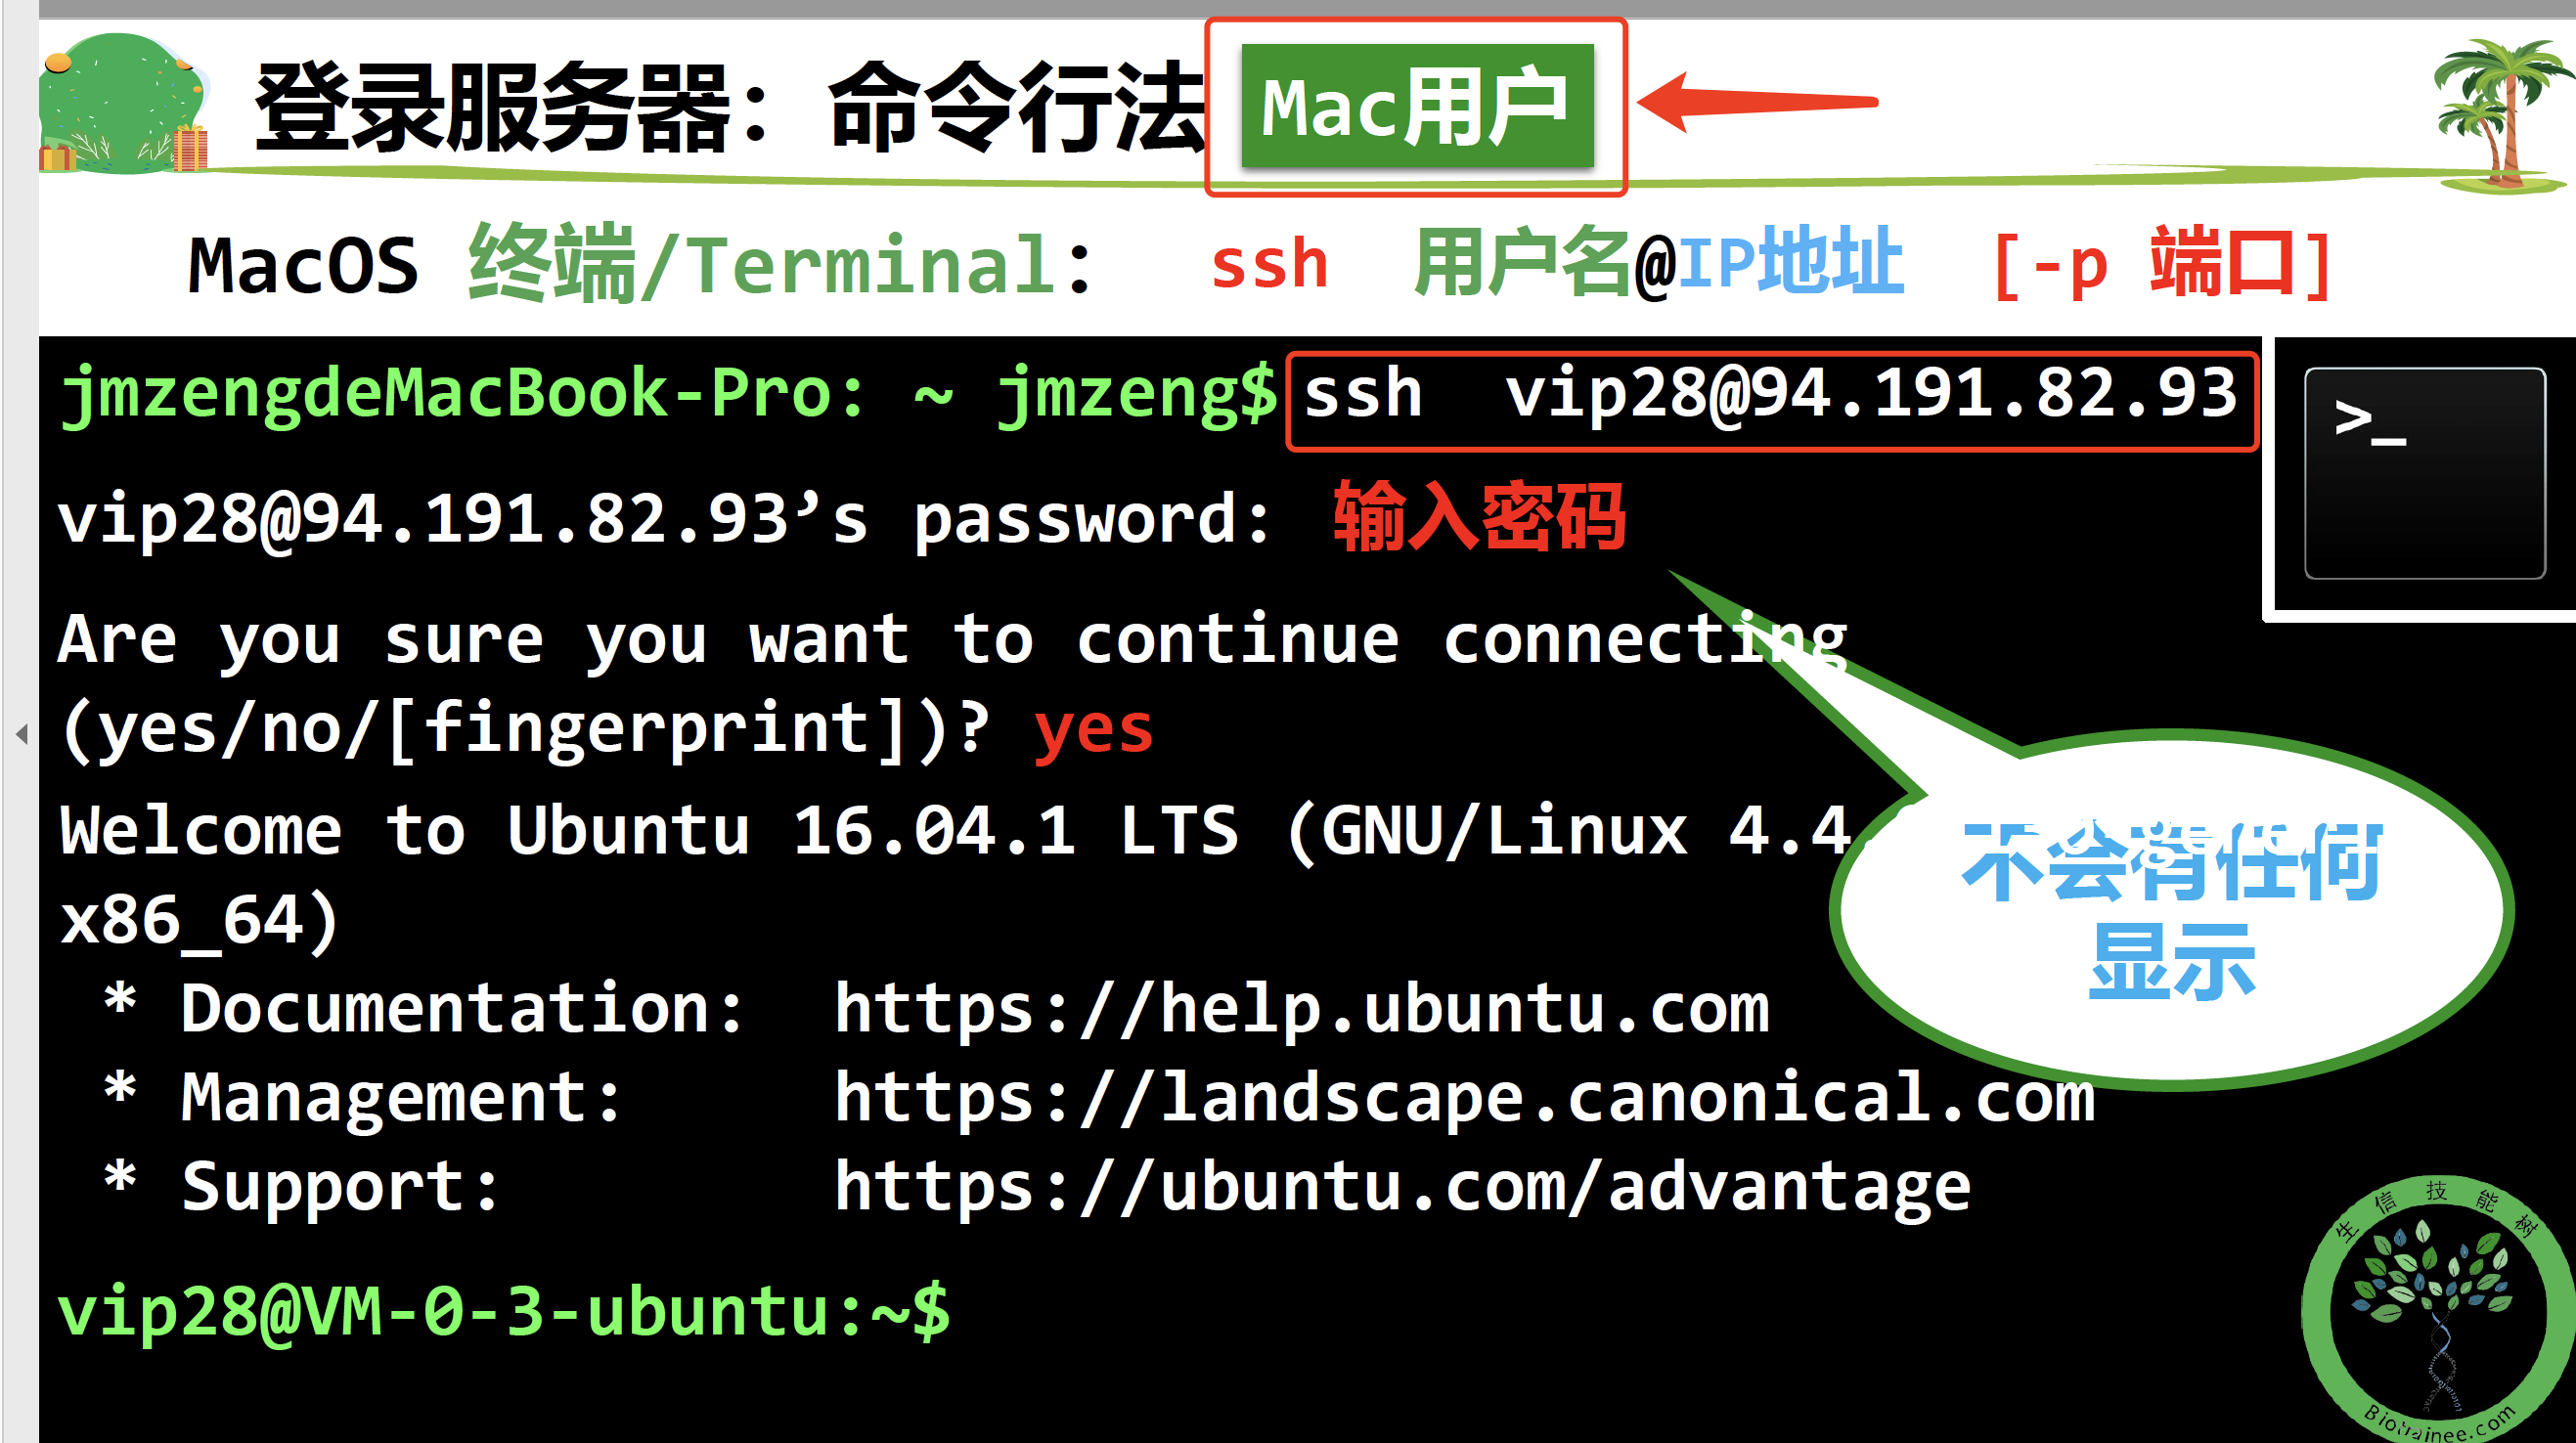 登录服务器：命令行法 Mac用户
MacOS 终端/Terminal： ssh 用户名@IP地址 [-p 端口]
jmzengdeMacBook-Pro: ~ jmzeng$ ssh vip28@94.191.82.93
>_
vip28@94.191.82.93’s password: 输入密码
Are you sure you want to continue connecting
(yes/no/[fingerprint])? yes
Welcome to Ubuntu 16.04.1 LTS (GNU/Linux 4.4
不会有任何
显示
x86_64)
* Documentation: https://help.ubuntu.com
* Management: https://landscape.canonical.com
* Support: https://ubuntu.com/advantage
vip28@VM-0-3-ubuntu:~$
生信技能树